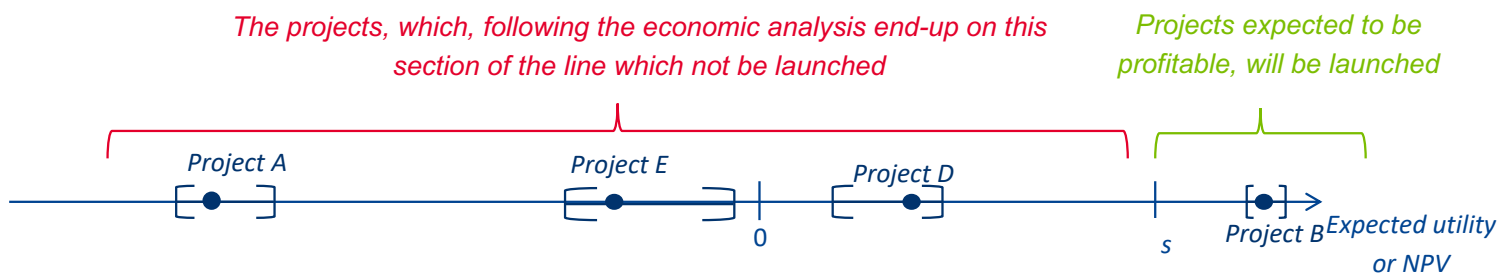 The projects, which, following the economic analysis end-up on this
section of the line which not be launched
Projects expected to be
profitable, will be launched
Project A
Project E
Project D
0
s
Project B
Expected utility
or NPV